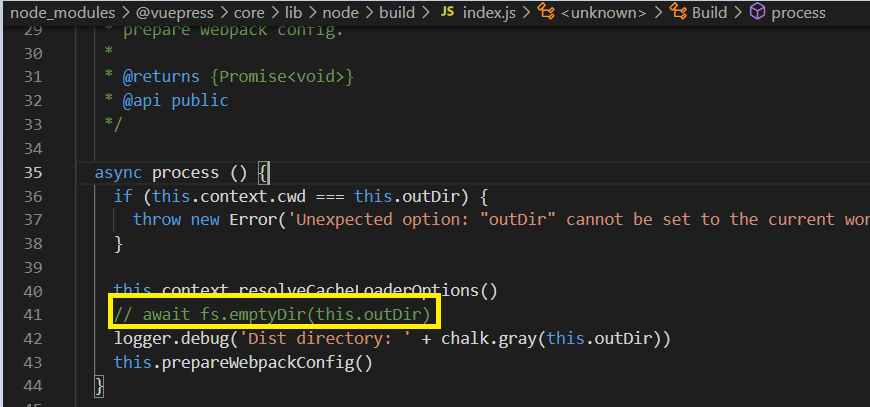 node_modules > @vuepress > core > lib > node > build > JS index.js > <unknown> > Build > process
29 * prepare webpack config.
30 *
31 * @returns {Promise<void>}
32 * @api public
33 */
34
35 async process () {
36 if (this.context.cwd === this.outDir) {
37 throw new Error('Unexpected option: "outDir" cannot be set to the current wor
38 }
39
40 this.context.resolveCacheLoaderOptions()
41 // await fs.emptyDir(this.outDir)
42 logger.debug('Dist directory: ' + chalk.gray(this.outDir))
43 this.prepareWebpackConfig()
44 }